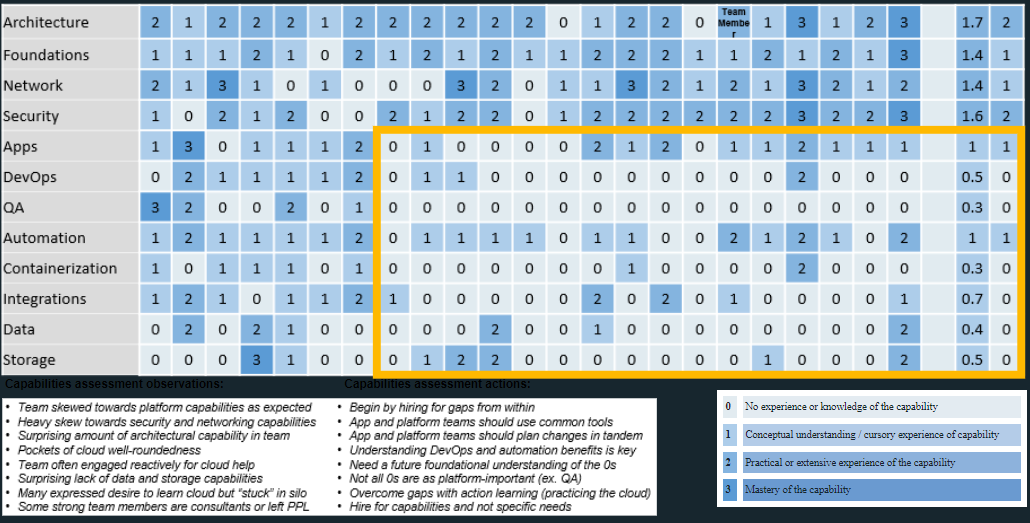 Architecture 2 1 2 2 2 1 2 2 2 2 2 2 0 1 2 2 0 Team Membe r 1 3 1 2 3 1.7 2
Foundations 1 1 1 2 1 0 2 1 2 1 2 1 1 2 2 2 1 1 2 1 2 1 3 1.4 1
Network 2 1 3 1 0 1 0 0 0 3 2 0 1 1 3 2 1 2 1 3 2 1 2 1.4 1
Security 1 0 2 1 2 0 0 2 1 2 2 0 1 2 2 2 2 2 2 3 2 2 3 1.6 2
Apps 1 3 0 1 1 1 2 0 1 0 0 0 0 2 1 2 0 1 1 2 1 1 1 1 1
DevOps 0 2 1 1 1 1 2 0 1 1 0 0 0 0 0 0 0 0 0 2 0 0 0 0.5 0
QA 3 2 0 0 2 0 1 0 0 0 0 0 0 0 0 0 0 0 0 0 0 0 0 0.3 0
Automation 1 2 1 1 1 1 2 0 1 1 1 1 0 1 1 0 0 2 1 2 1 0 2 1 1
Containerization 1 0 1 1 1 0 1 0 0 0 0 0 0 0 1 0 0 0 0 2 0 0 0 0.3 0
Integrations 1 2 1 0 1 1 2 1 0 0 0 0 0 2 0 2 0 1 0 0 0 0 1 0.7 0
Data 0 2 0 2 1 0 0 0 0 0 2 0 0 1 0 0 0 0 0 0 0 0 2 0.4 0
Storage 0 0 0 3 1 0 0 0 1 2 2 0 0 0 0 0 0 0 1 0 0 0 2 0.5 0
Capabilities assessment observations:
• Team skewed towards platform capabilities as expected
• Heavy skew towards security and networking capabilities
• Surprising amount of architectural capability in team
• Pockets of cloud well-roundedness
• Team often engaged reactively for cloud help
• Surprising lack of data and storage capabilities
• Many expressed desire to learn cloud but "stuck" in silo
• Some strong team members are consultants or left PPL
Capabilities assessment actions:
• Begin by hiring for gaps from within
• App and platform teams should use common tools
• App and platform teams should plan changes in tandem
• Understanding DevOps and automation benefits is key
• Need a future foundational understanding of the 0s
• Not all 0s are as platform-important (ex. QA)
• Overcome gaps with action learning (practicing the cloud)
• Hire for capabilities and not specific needs
0 No experience or knowledge of the capability
1 Conceptual understanding / cursory experience of capability
2 Practical or extensive experience of the capability
3 Mastery of the capability